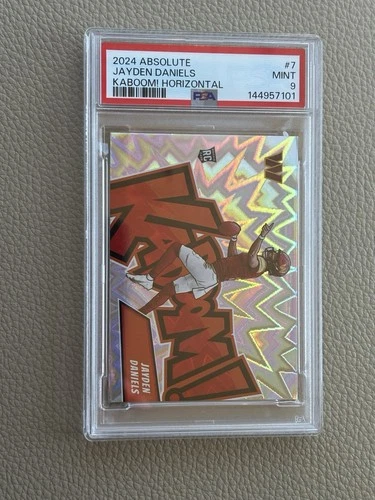 2024 ABSOLUTE #7
JAYDEN DANIELS MINT
KABOOM! HORIZONTAL 9
PSA 144957101
RC
W
KABOOM!
JAYDEN
DANIELS